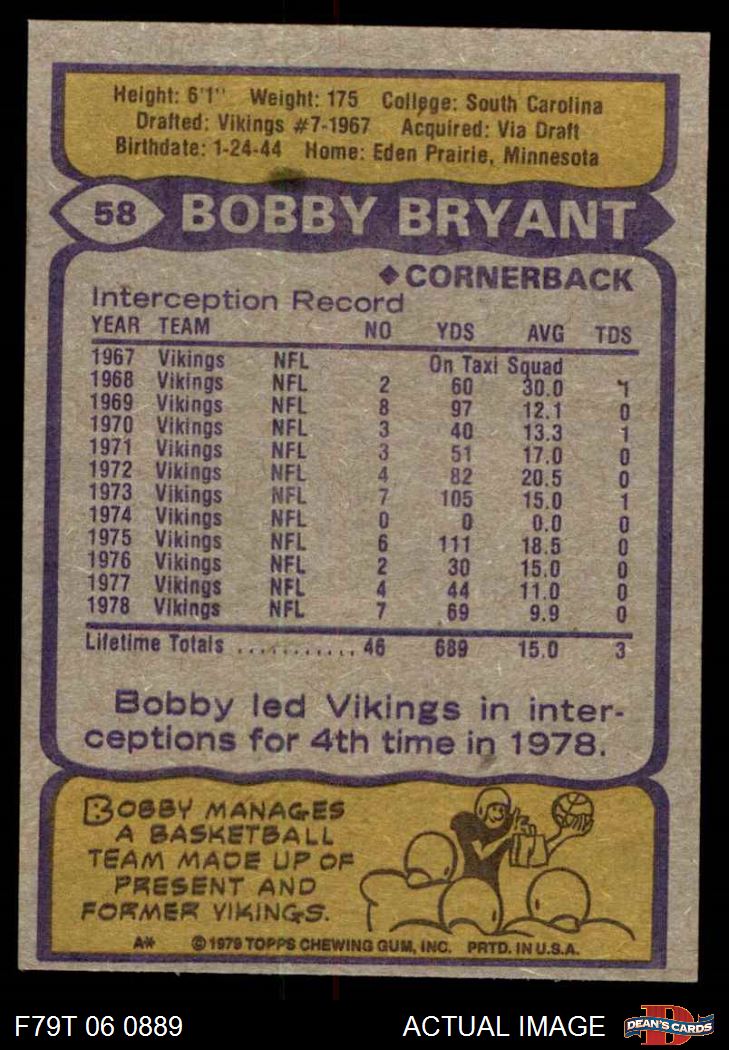 Height: 6'1" Weight: 175 College: South Carolina
Drafted: Vikings #7-1967 Acquired: Via Draft
Birthdate: 1-24-44 Home: Eden Prairie, Minnesota
58 BOBBY BRYANT
◆CORNERBACK
Interception Record
YEAR TEAM NO YDS AVG TDS
1967 Vikings NFL On Taxi Squad
1968 Vikings NFL 2 60 30.0 1
1969 Vikings NFL 8 97 12.1 0
1970 Vikings NFL 3 40 13.3 1
1971 Vikings NFL 3 51 17.0 0
1972 Vikings NFL 4 82 20.5 0
1973 Vikings NFL 7 105 15.0 1
1974 Vikings NFL 0 0 0.0 0
1975 Vikings NFL 6 111 18.5 0
1976 Vikings NFL 2 30 15.0 0
1977 Vikings NFL 4 44 11.0 0
1978 Vikings NFL 7 69 9.9 0
Lifetime Totals ........... 46 689 15.0 3
Bobby led Vikings in inter-
ceptions for 4th time in 1978.
BOBBY MANAGES
A BASKETBALL
TEAM MADE UP OF
PRESENT AND
FORMER VIKINGS.
A* ©1979 TOPPS CHEWING GUM, INC. PRTD. IN U.S.A.
F79T 06 0889 ACTUAL IMAGE D DEAN'S CARDS